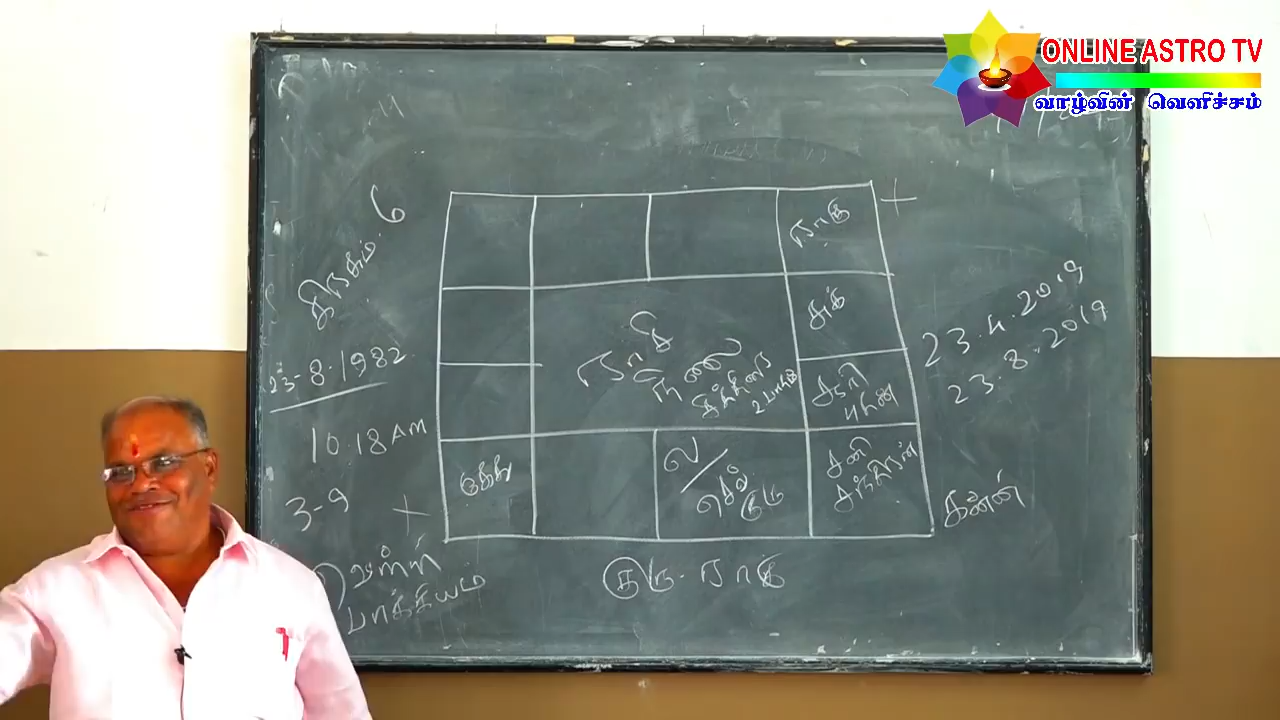 ONLINE ASTRO TV
வாழ்வின் வெளிச்சம்
6
23-8-1982
10.18 AM
3-9
ராகு
சுக்
சூரி
புதன்
சனி
சந்திரன்
ல/
செவ்
குரு
கேது
ராசி
நிலை
23.4.2019
23.8.2019
குரு - ராகு
பாக்கியம்